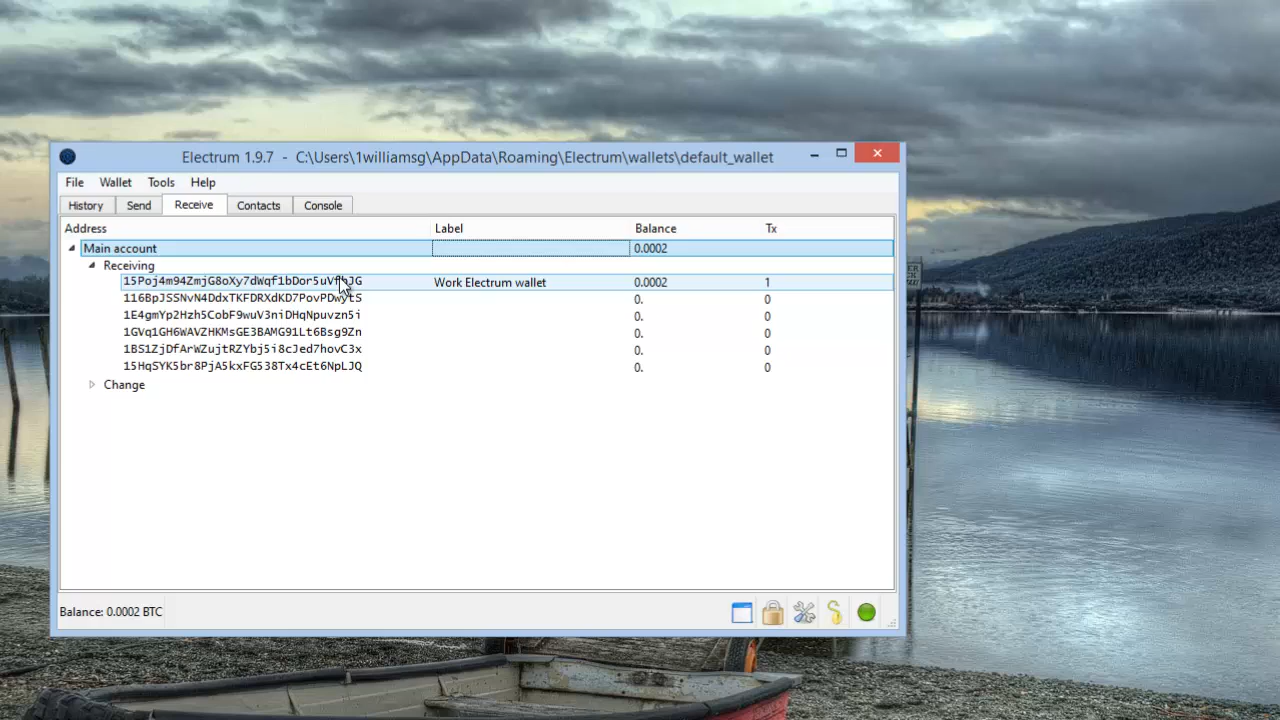 Electrum 1.9.7 - C:\Users\1williamsg\AppData\Roaming\Electrum\wallets\default_wallet
File Wallet Tools Help
History Send Receive Contacts Console
Address Label Balance Tx
Main account 0.0002
Receiving
Work Electrum wallet 0.0002 1
0. 0
1E4gmYp2Hzh5CobF9wuV3niDHqNpuvzn5i 0. 0
1GVq1GH6WAVZHKMsGE3BAMG91Lt6Bsg9Zn 0. 0
1BS1ZjDfArWZujtRZYbj5i8cJed7hovC3x 0. 0
15HqSYK5br8PjA5kxFG538Tx4cEt6NpLJQ 0. 0
Change
Balance: 0.0002 BTC